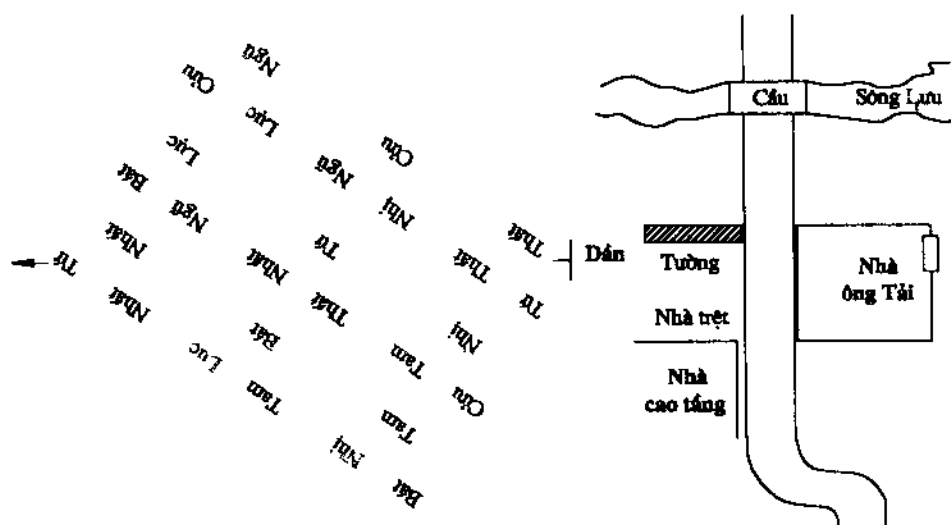 Ngũ
Cửu
Lục
Lục
Ngũ
Cửu
Bát
Ngũ
Nhị
Nhất
Tứ
Thất
Thất
Tứ
Nhất
Nhất
Thất
Tứ
Bát
Nhị
Lục
Tam
Tam
Cửu
Tam
Nhị
Bát
Dần
Cầu
Sông Lưu
Tường
Nhà
ông Tải
Nhà trệt
Nhà
cao tầng